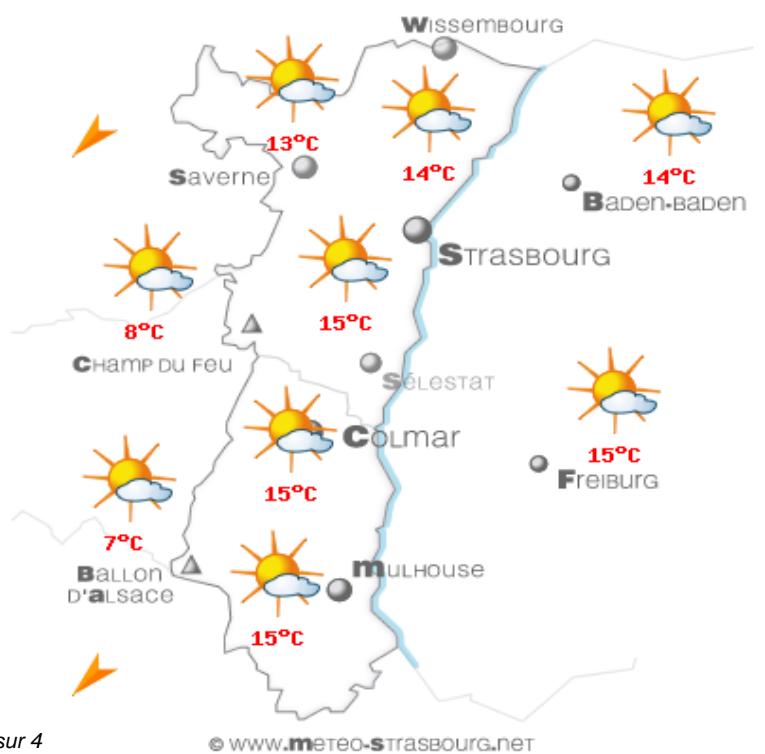 Wissembourg
13°C
Saverne
14°C
14°C
Baden-Baden
Strasbourg
8°C
15°C
Champ du Feu
Sélestat
Colmar
15°C
Freiburg
15°C
7°C
Ballon
d'Alsace
mulhouse
15°C
sur 4
© www.meteo-strasbourg.net